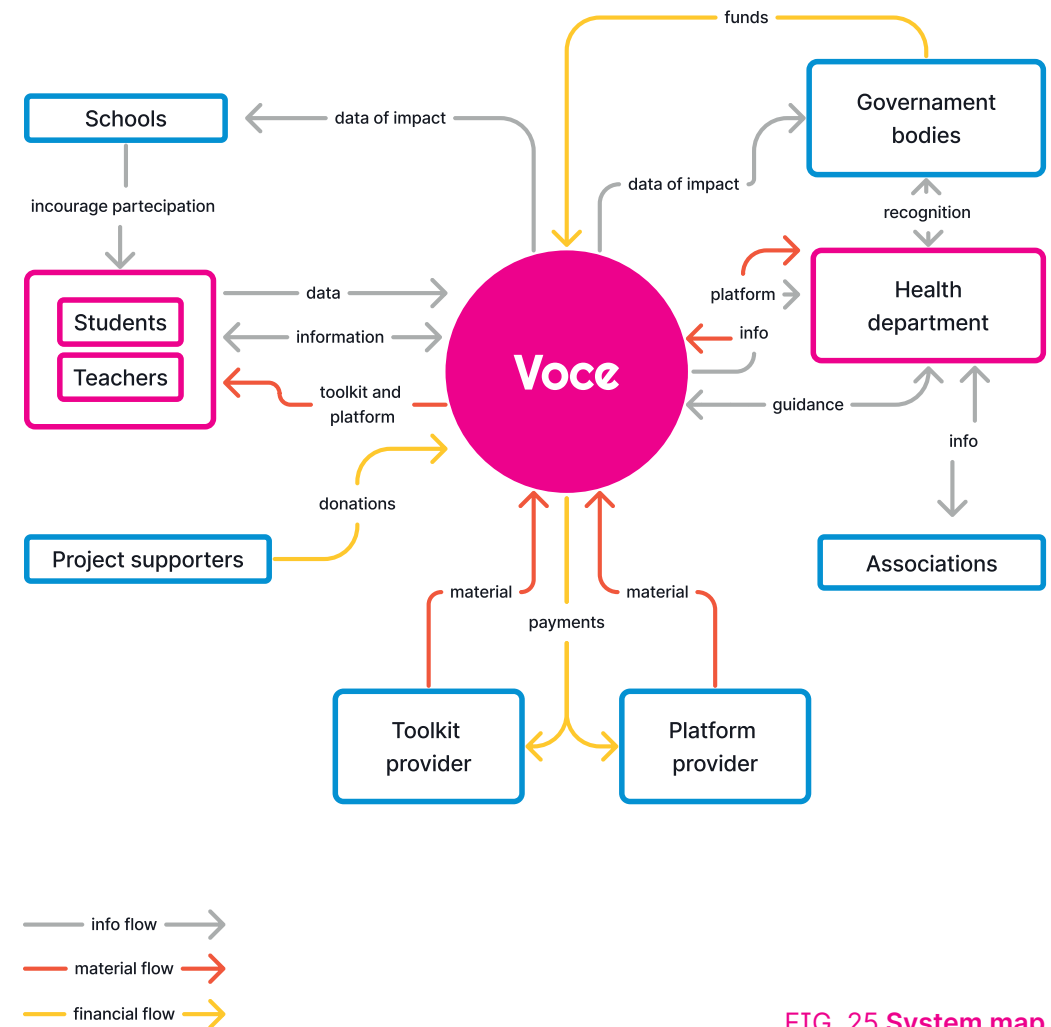 funds
Governament
bodies
Schools
data of impact
data of impact
incourage partecipation
recognition
Health
department
platform
data
info
Students
information
Voce
Teachers
toolkit and
platform
guidance
info
donations
Project supporters
Associations
material
material
payments
Toolkit
provider
Platform
provider
info flow
material flow
financial flow
FIG. 25 System map